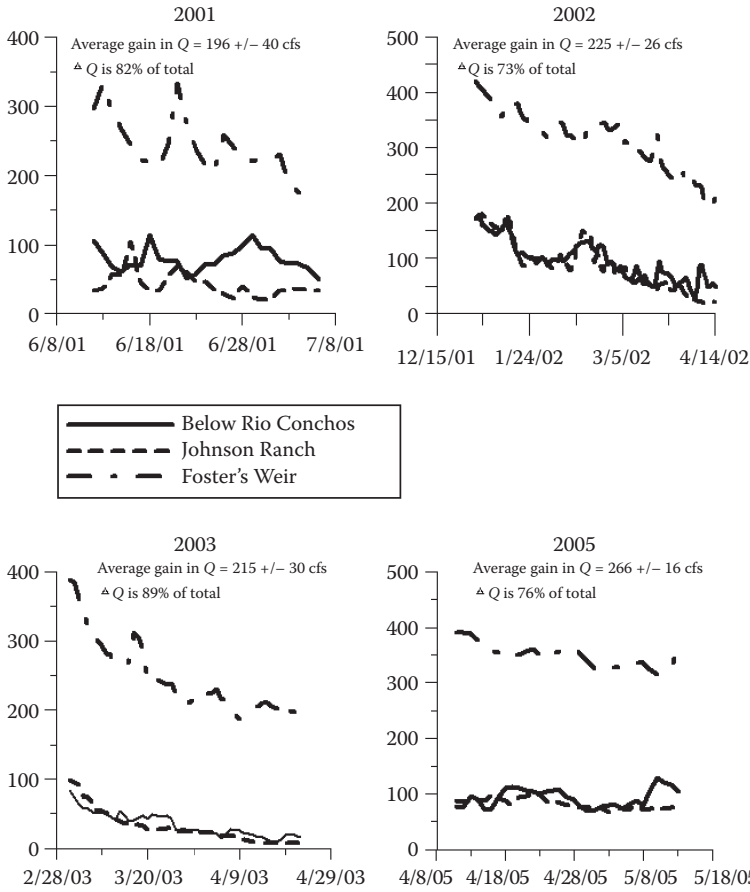 2001
Average gain in Q = 196 +/− 40 cfs
△ Q is 82% of total
400
300
200
100
0
6/8/01 6/18/01 6/28/01 7/8/01
2002
Average gain in Q = 225 +/− 26 cfs
△ Q is 73% of total
500
400
300
200
100
0
12/15/01 1/24/02 3/5/02 4/14/02
Below Rio Conchos
Johnson Ranch
Foster's Weir
2003
Average gain in Q = 215 +/− 30 cfs
△ Q is 89% of total
400
300
200
100
0
2/28/03 3/20/03 4/9/03 4/29/03
2005
Average gain in Q = 266 +/− 16 cfs
△ Q is 76% of total
500
400
300
200
100
0
4/8/05 4/18/05 4/28/05 5/8/05 5/18/05